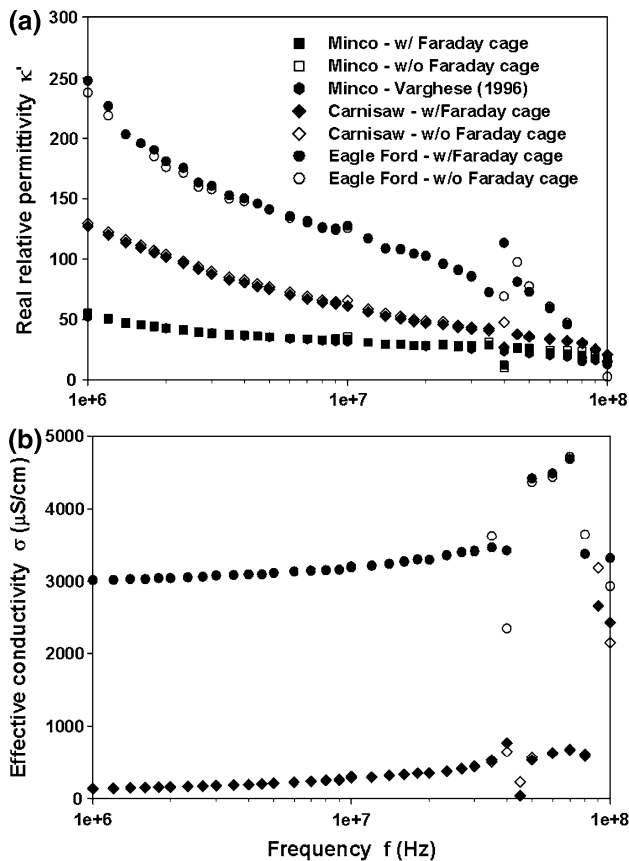 (a)
300
250
200
150
100
50
0
Real relative permittivity κ'
Minco - w/ Faraday cage
Minco - w/o Faraday cage
Minco - Varghese (1996)
Carnisaw - w/Faraday cage
Carnisaw - w/o Faraday cage
Eagle Ford - w/Faraday cage
Eagle Ford - w/o Faraday cage
1e+6
1e+7
1e+8
(b)
5000
4000
3000
2000
1000
0
Effective conductivity σ (μS/cm)
1e+6
1e+7
1e+8
Frequency f (Hz)